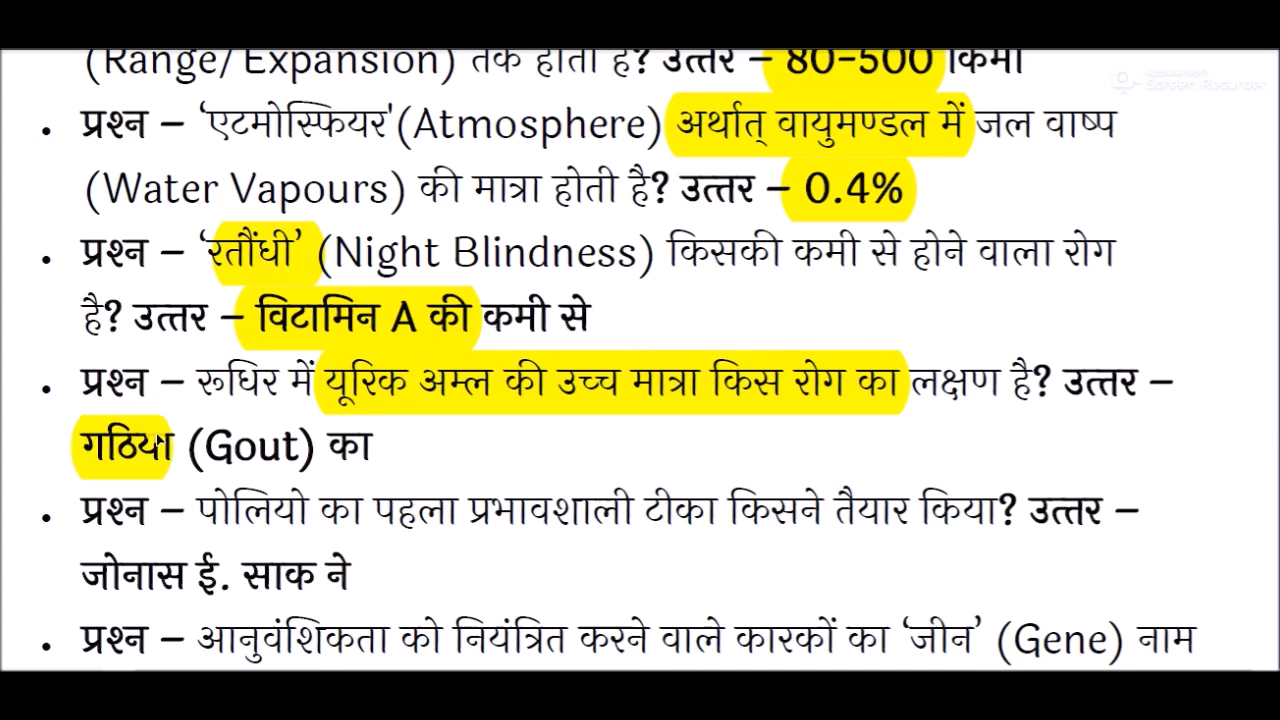 (Range/Expansion) तक होती है? उत्तर – 80-500 किमी
• प्रश्न – ‘एटमोस्फियर'(Atmosphere) अर्थात् वायुमण्डल में जल वाष्प
(Water Vapours) की मात्रा होती है? उत्तर – 0.4%
• प्रश्न – ‘रतौंधी’ (Night Blindness) किसकी कमी से होने वाला रोग
है? उत्तर – विटामिन A की कमी से
• प्रश्न – रूधिर में यूरिक अम्ल की उच्च मात्रा किस रोग का लक्षण है? उत्तर –
गठिया (Gout) का
• प्रश्न – पोलियो का पहला प्रभावशाली टीका किसने तैयार किया? उत्तर –
जोनास ई. साक ने
• प्रश्न – आनुवंशिकता को नियंत्रित करने वाले कारकों का ‘जीन’ (Gene) नाम
Screen Recorder